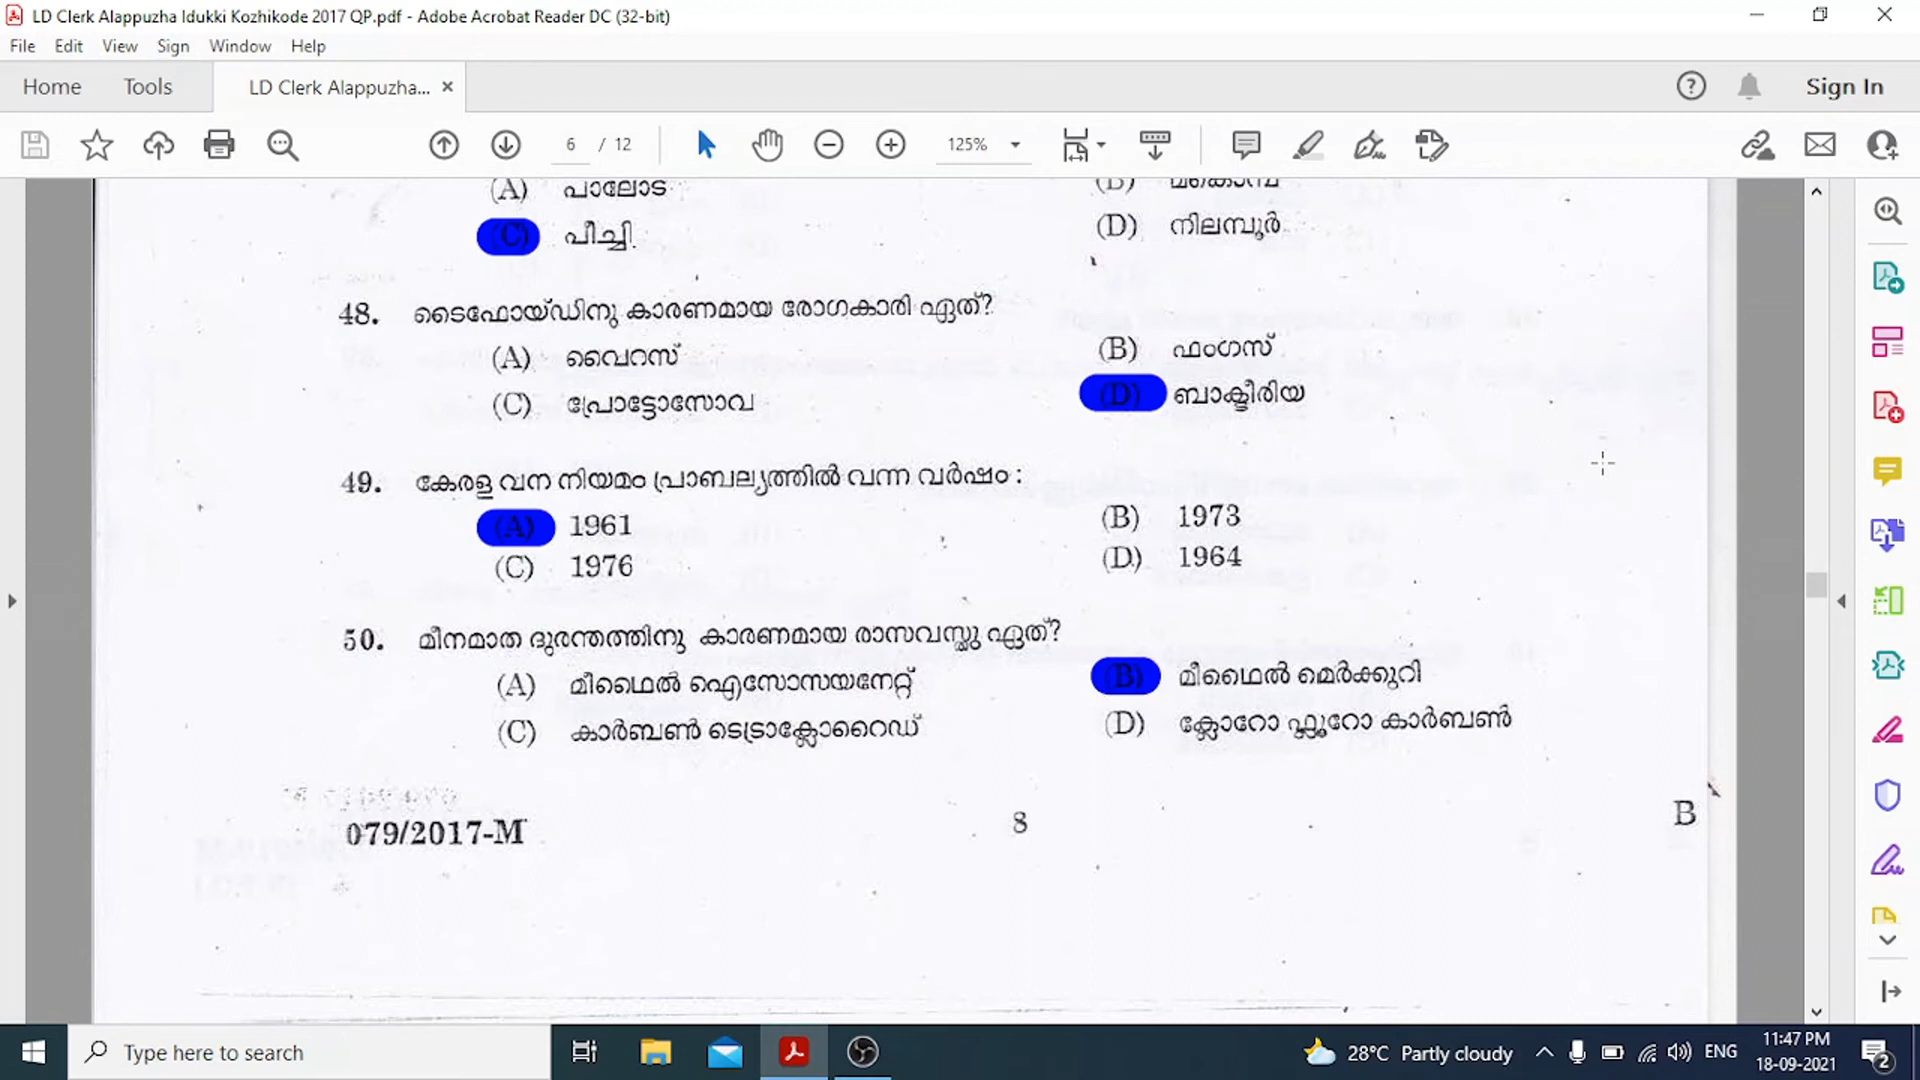 LD Clerk Alappuzha Idukki Kozhikode 2017 QP.pdf - Adobe Acrobat Reader DC (32-bit)
File Edit View Sign Window Help
Home Tools LD Clerk Alappuzha... Sign In
6 / 12 125%
(A) പാലോട (B)
(C) പീച്ചി (D) നിലമ്പൂർ
48. ടൈഫോയ്ഡിനു കാരണമായ രോഗകാരി ഏത്?
(A) വൈറസ് (B) ഫംഗസ്
(C) പ്രോട്ടോസോവ (D) ബാക്ടീരിയ
49. കേരള വന നിയമം പ്രാബല്യത്തിൽ വന്ന വർഷം :
(A) 1961 (B) 1973
(C) 1976 (D) 1964
50. മീനമാത ദുരന്തത്തിനു കാരണമായ രാസവസ്തു ഏത്?
(A) മീഥൈൽ ഐസോസയനേറ്റ് (B) മീഥൈൽ മെർക്കുറി
(C) കാർബൺ ടെട്രാക്ലോറൈഡ് (D) ക്ലോറോ ഫ്ലൂറോ കാർബൺ
079/2017-M 8 B
Type here to search 28°C Partly cloudy ENG 11:47 PM
18-09-2021 2